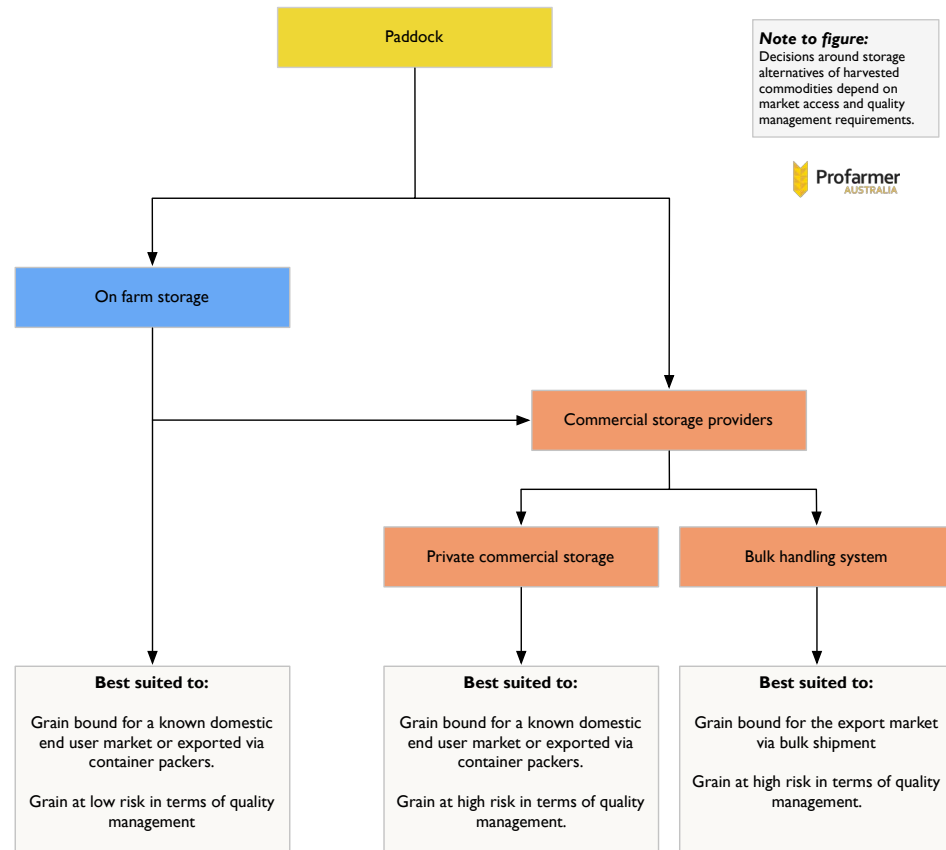 Paddock
Note to figure:
Decisions around storage
alternatives of harvested
commodities depend on
market access and quality
management requirements.
Profarmer
AUSTRALIA
On farm storage
Commercial storage providers
Private commercial storage
Bulk handling system
Best suited to:
Grain bound for a known domestic
end user market or exported via
container packers.
Grain at low risk in terms of quality
management
Best suited to:
Grain bound for a known domestic
end user market or exported via
container packers.
Grain at high risk in terms of quality
management.
Best suited to:
Grain bound for the export market
via bulk shipment
Grain at high risk in terms of quality
management.